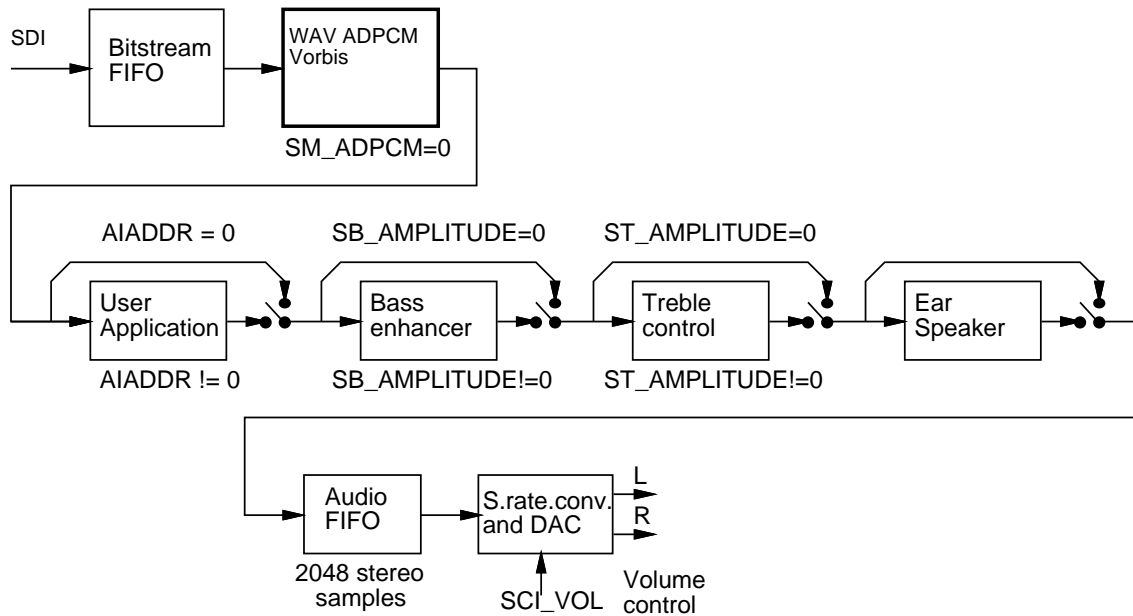 SDI
Bitstream
FIFO
WAV ADPCM
Vorbis
SM_ADPCM=0
AIADDR = 0
SB_AMPLITUDE=0
ST_AMPLITUDE=0
User
Application
Bass
enhancer
Treble
control
Ear
Speaker
AIADDR != 0
SB_AMPLITUDE!=0
ST_AMPLITUDE!=0
Audio
FIFO
S.rate.conv.
and DAC
L
R
2048 stereo
samples
SCI_VOL
Volume
control